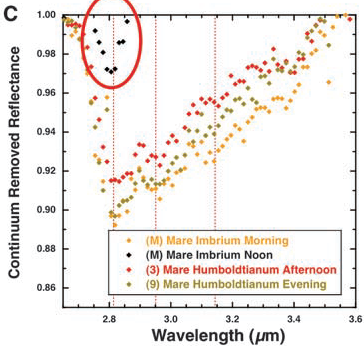 C
1.00
0.98
0.96
0.94
0.92
0.90
0.88
0.86
Continuum Removed Reflectance
(M) Mare Imbrium Morning
(M) Mare Imbrium Noon
(3) Mare Humboldtianum Afternoon
(9) Mare Humboldtianum Evening
2.8 3.0 3.2 3.4 3.6
Wavelength (µm)